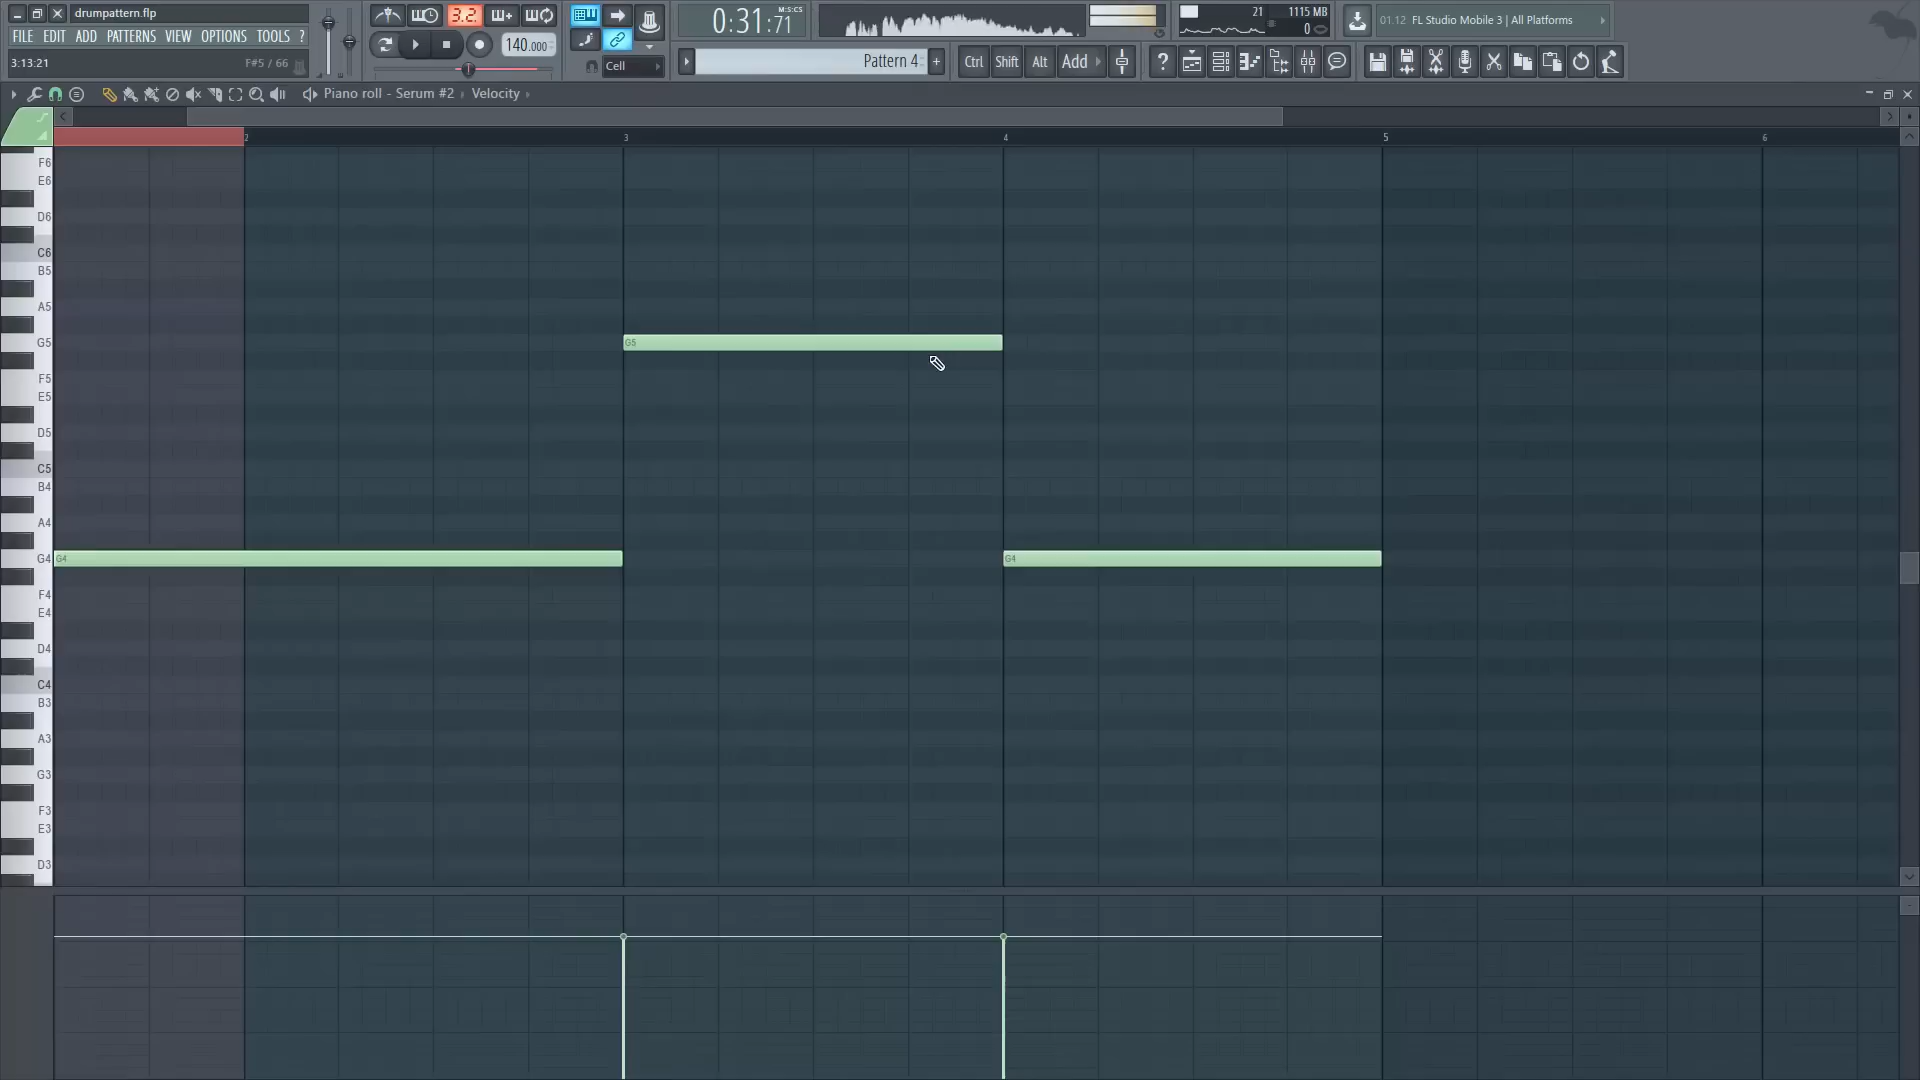 drumpattern.flp
FILE EDIT ADD PATTERNS VIEW OPTIONS TOOLS ?
3:13:21 F#5 / 66
3.2
140.000
Cell
0:31:71 M:S:CS
Pattern 4
21 1115 MB
0
01.12 FL Studio Mobile 3 | All Platforms
Ctrl Shift Alt Add
?
Piano roll - Serum #2 Velocity
2 3 4 5 6
F6
E6
D6
C6
B5
A5
G5 G5
F5
E5
D5
C5
B4
A4
G4 G4 G4
F4
E4
D4
C4
B3
A3
G3
F3
E3
D3